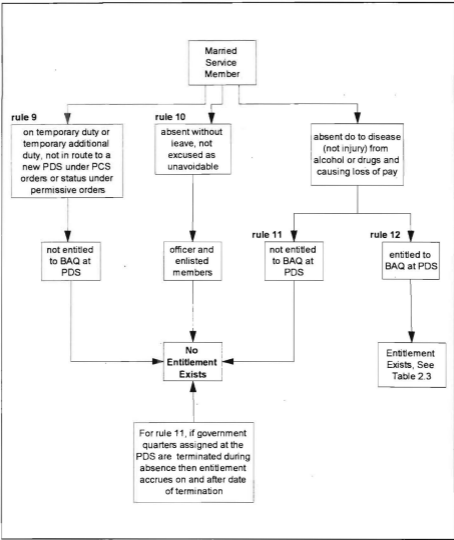 Married
Service
Member
rule 9
on temporary duty or
temporary additional
duty, not in route to a
new PDS under PCS
orders or status under
permissive orders
rule 10
absent without
leave, not
excused as
unavoidable
absent do to disease
(not injury) from
alcohol or drugs and
causing loss of pay
not entitled
to BAQ at
PDS
officer and
enlisted
members
rule 11
not entitled
to BAQ at
PDS
rule 12
entitled to
BAQ at PDS
No
Entitlement
Exists
Entitlement
Exists, See
Table 2.3
For rule 11, if government
quarters assigned at the
PDS are terminated during
absence then entitlement
accrues on and after date
of termination